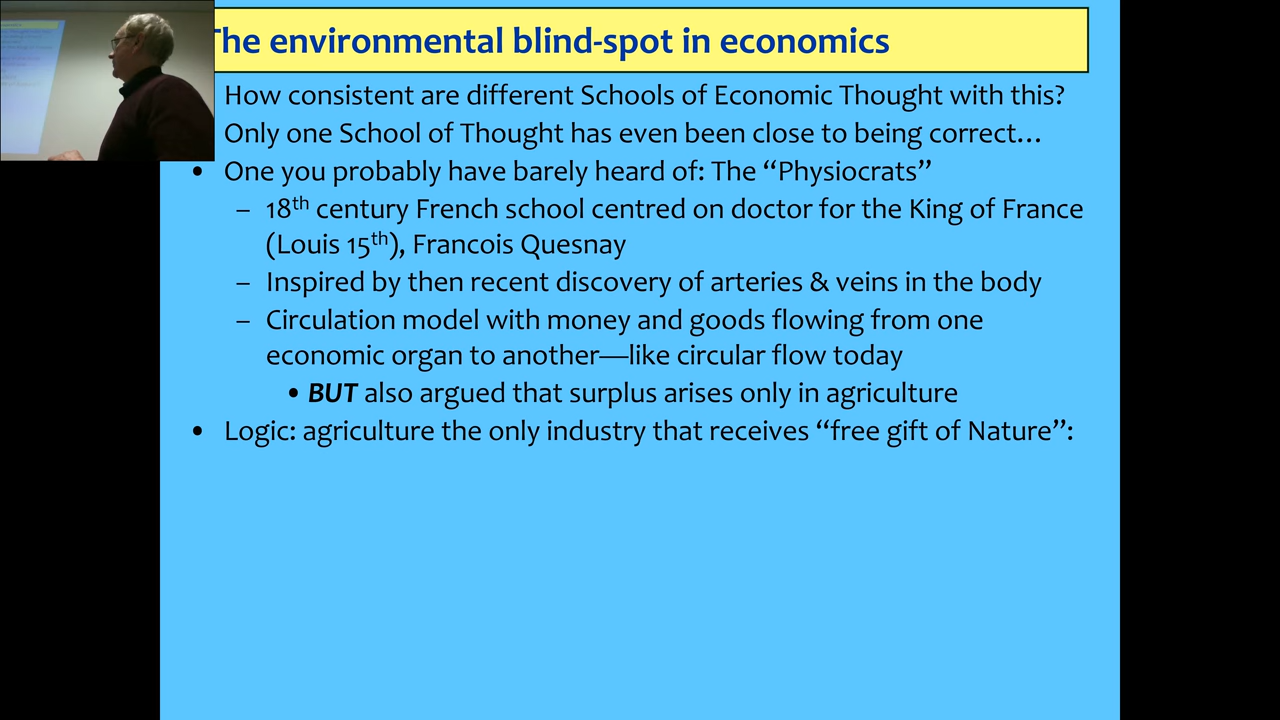 The environmental blind-spot in economics
How consistent are different Schools of Economic Thought with this?
Only one School of Thought has even been close to being correct…
• One you probably have barely heard of: The “Physiocrats”
– 18th century French school centred on doctor for the King of France
(Louis 15th), Francois Quesnay
– Inspired by then recent discovery of arteries & veins in the body
– Circulation model with money and goods flowing from one
economic organ to another—like circular flow today
• BUT also argued that surplus arises only in agriculture
• Logic: agriculture the only industry that receives “free gift of Nature”: